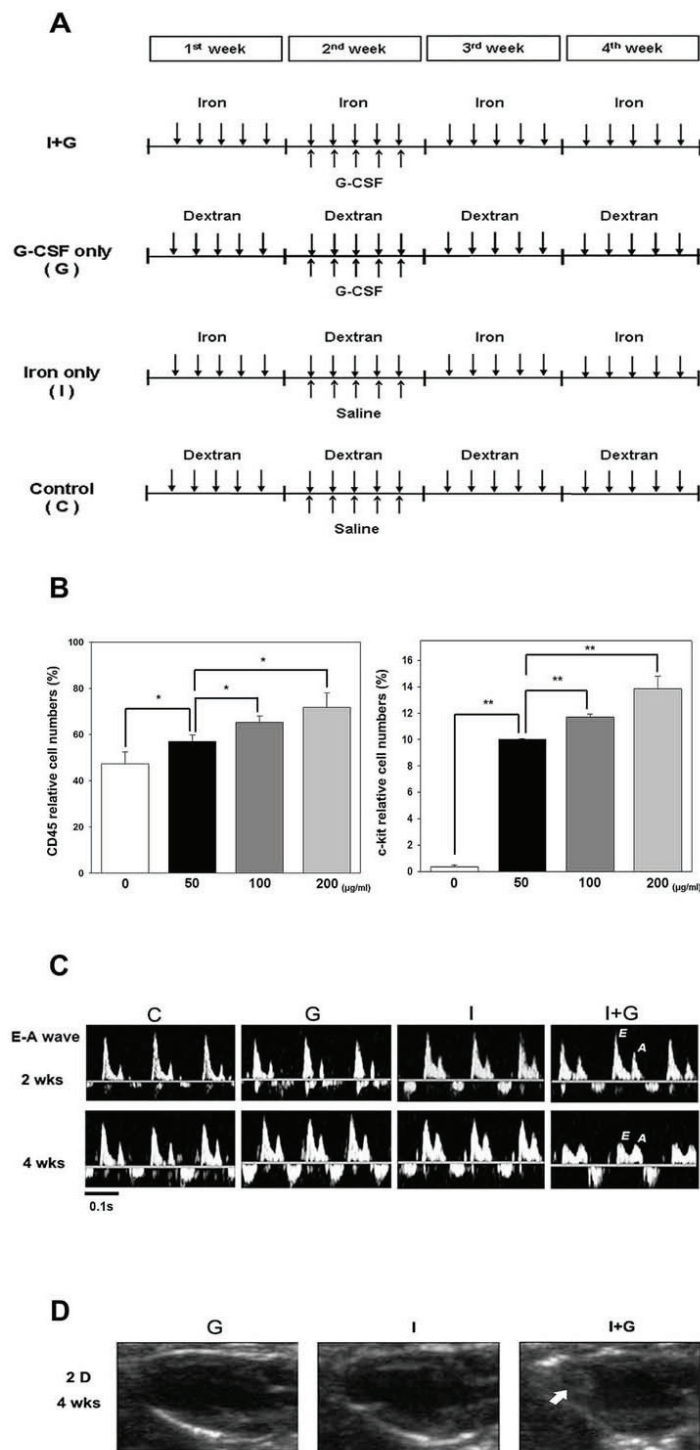 A
1st week 2nd week 3rd week 4th week
Iron Iron Iron Iron
I+G
G-CSF
Dextran Dextran Dextran Dextran
G-CSF only
( G )
G-CSF
Iron Dextran Iron Iron
Iron only
( I )
Saline
Dextran Dextran Dextran Dextran
Control
( C )
Saline
B
CD45 relative cell numbers (%)
100
80
60
40
20
0
* * *
0 50 100 200 (µg/ml)
c-kit relative cell numbers (%)
16
14
12
10
8
6
4
2
0
** ** **
0 50 100 200 (µg/ml)
C
C G I I+G
E-A wave
E A
2 wks
E A
4 wks
0.1s
D
G I I+G
2 D
4 wks